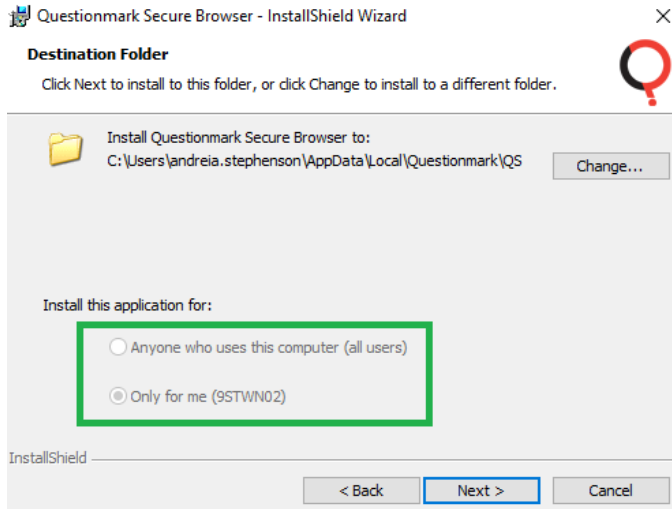 Questionmark Secure Browser - InstallShield Wizard
Destination Folder
Click Next to install to this folder, or click Change to install to a different folder.
Install Questionmark Secure Browser to:
C:\Users\andreia.stephenson\AppData\Local\Questionmark\QS
Change...
Install this application for:
Anyone who uses this computer (all users)
Only for me (9STWN02)
InstallShield
< Back
Next >
Cancel